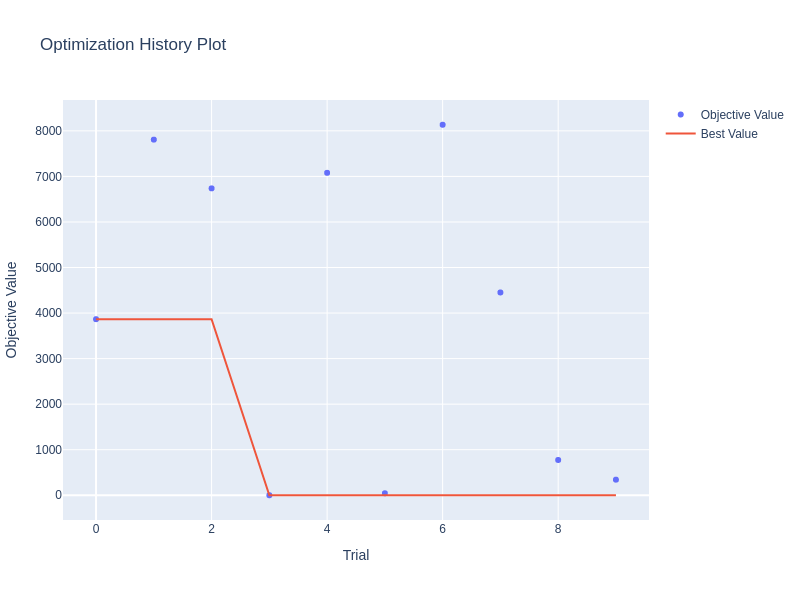 Optimization History Plot
Objective Value
Best Value
8000
7000
6000
5000
4000
3000
2000
1000
0
Objective Value
0 2 4 6 8
Trial